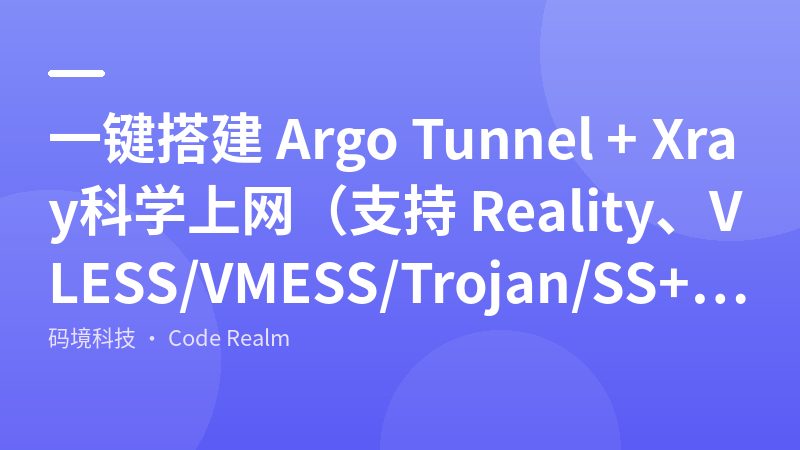 一键搭建 Argo Tunnel + Xra
y科学上网（支持 Reality、V
LESS/VMESS/Trojan/SS+…
码境科技 · Code Realm